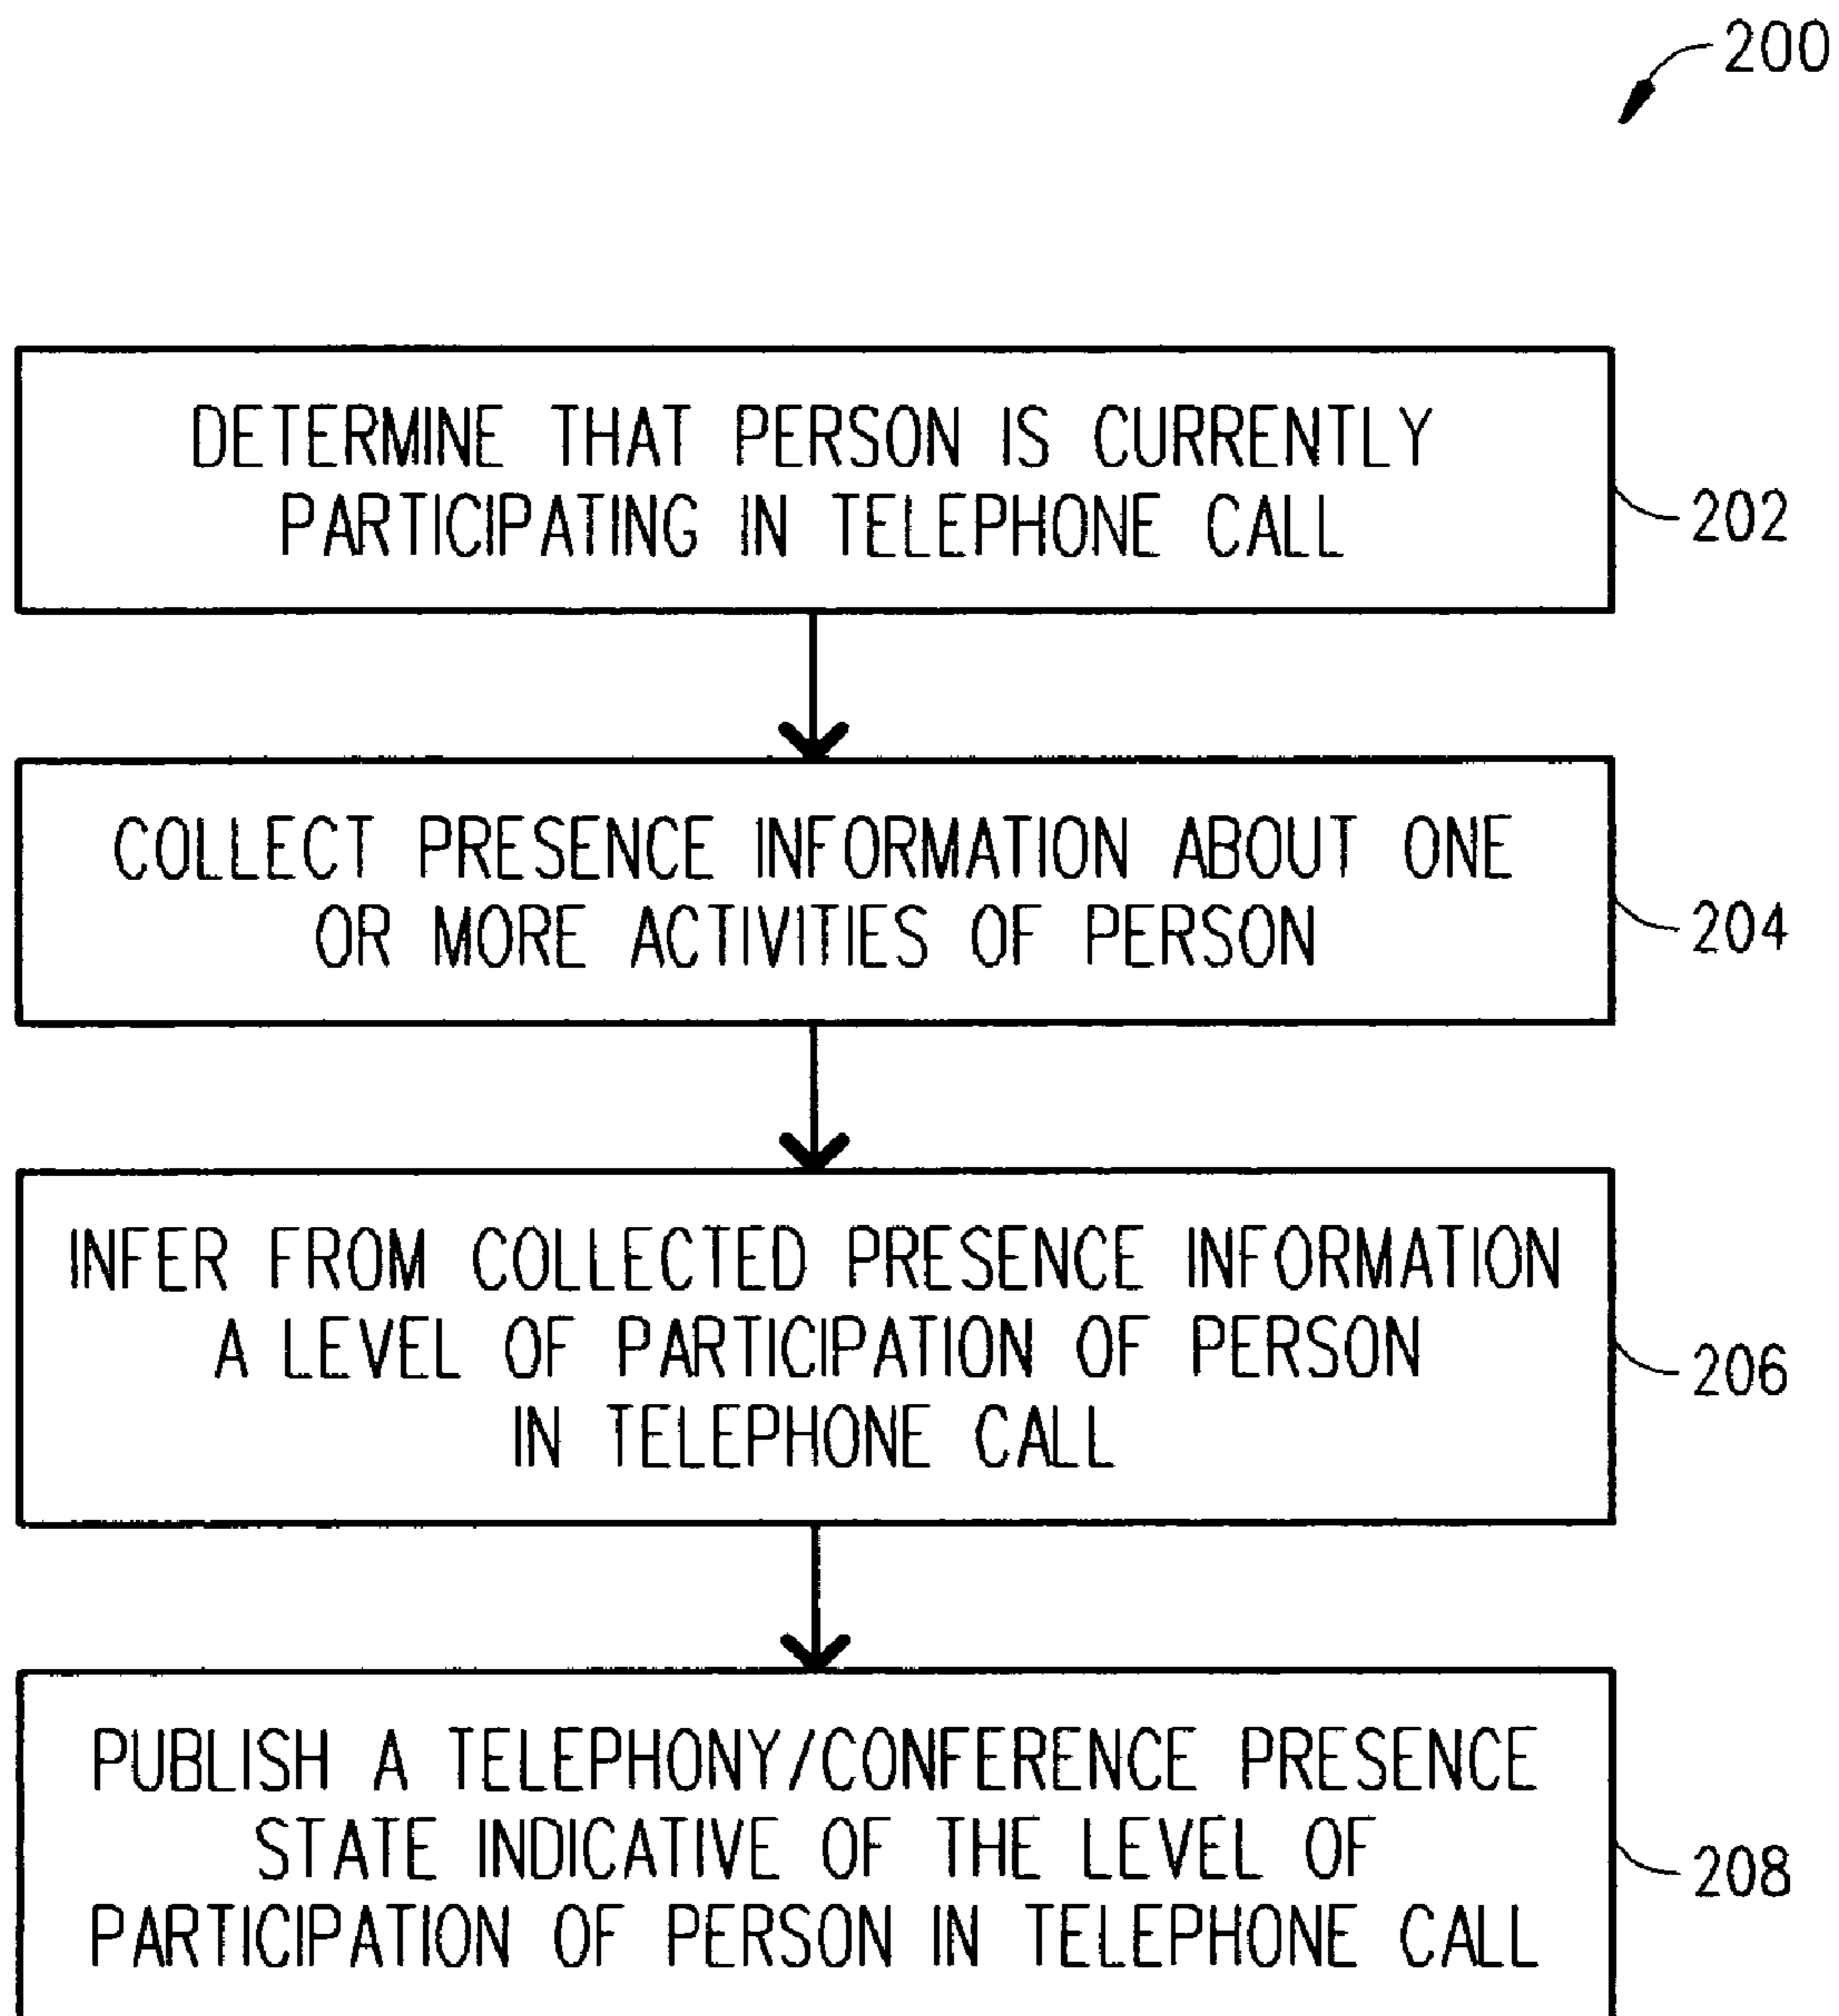 200
DETERMINE THAT PERSON IS CURRENTLY
PARTICIPATING IN TELEPHONE CALL
202
COLLECT PRESENCE INFORMATION ABOUT ONE
OR MORE ACTIVITIES OF PERSON
204
INFER FROM COLLECTED PRESENCE INFORMATION
A LEVEL OF PARTICIPATION OF PERSON
IN TELEPHONE CALL
206
PUBLISH A TELEPHONY/CONFERENCE PRESENCE
STATE INDICATIVE OF THE LEVEL OF
PARTICIPATION OF PERSON IN TELEPHONE CALL
208